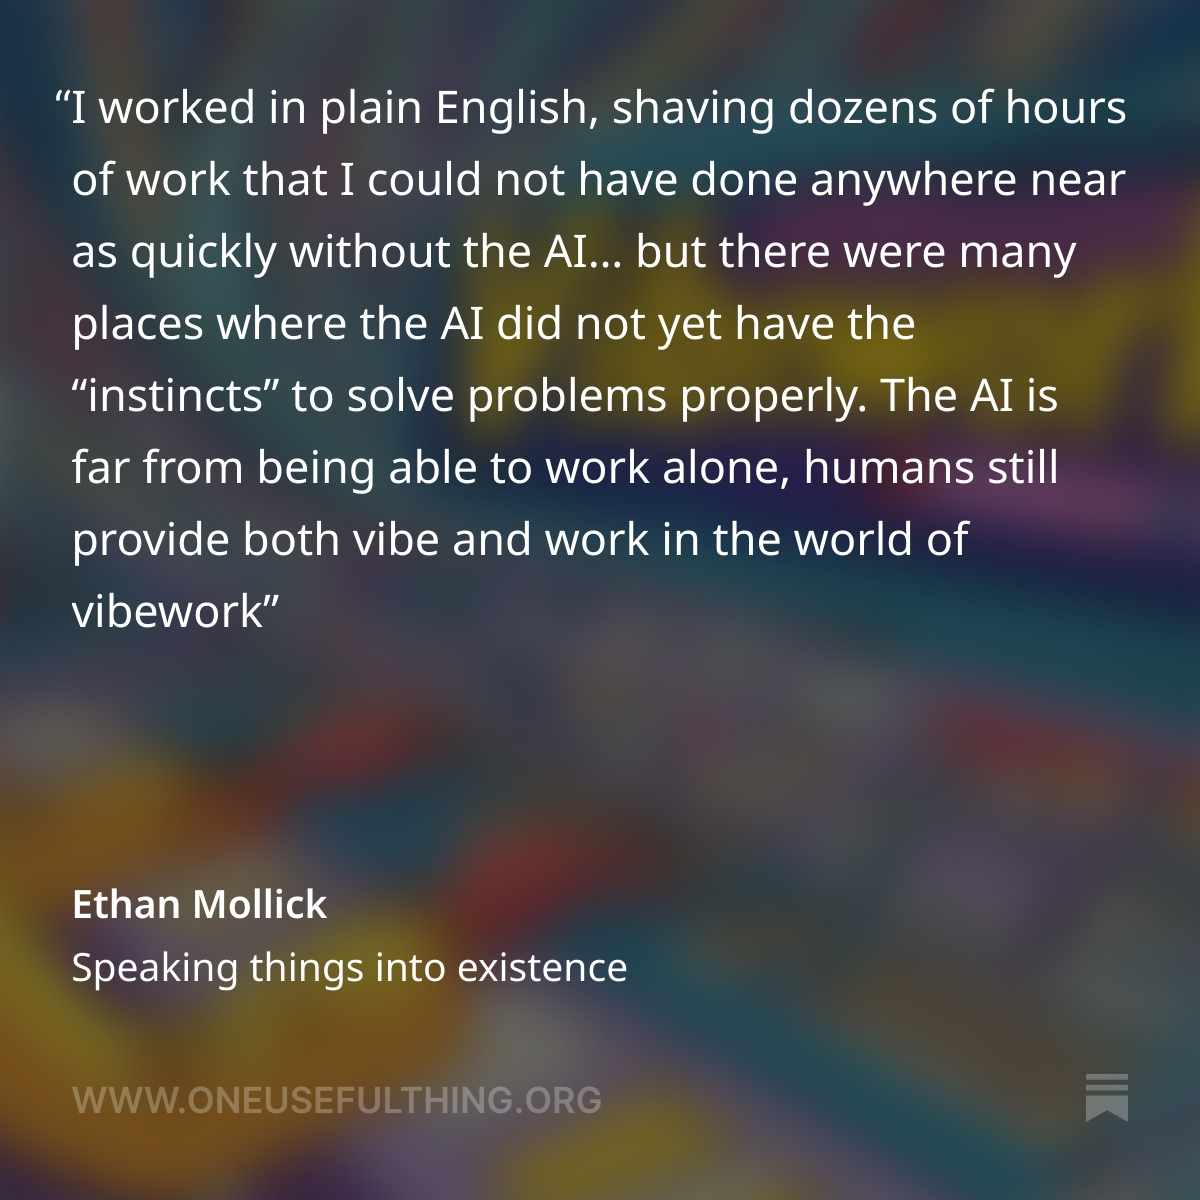 “I worked in plain English, shaving dozens of hours
of work that I could not have done anywhere near
as quickly without the AI... but there were many
places where the AI did not yet have the
“instincts” to solve problems properly. The AI is
far from being able to work alone, humans still
provide both vibe and work in the world of
vibework”
Ethan Mollick
Speaking things into existence
WWW.ONEUSEFULTHING.ORG